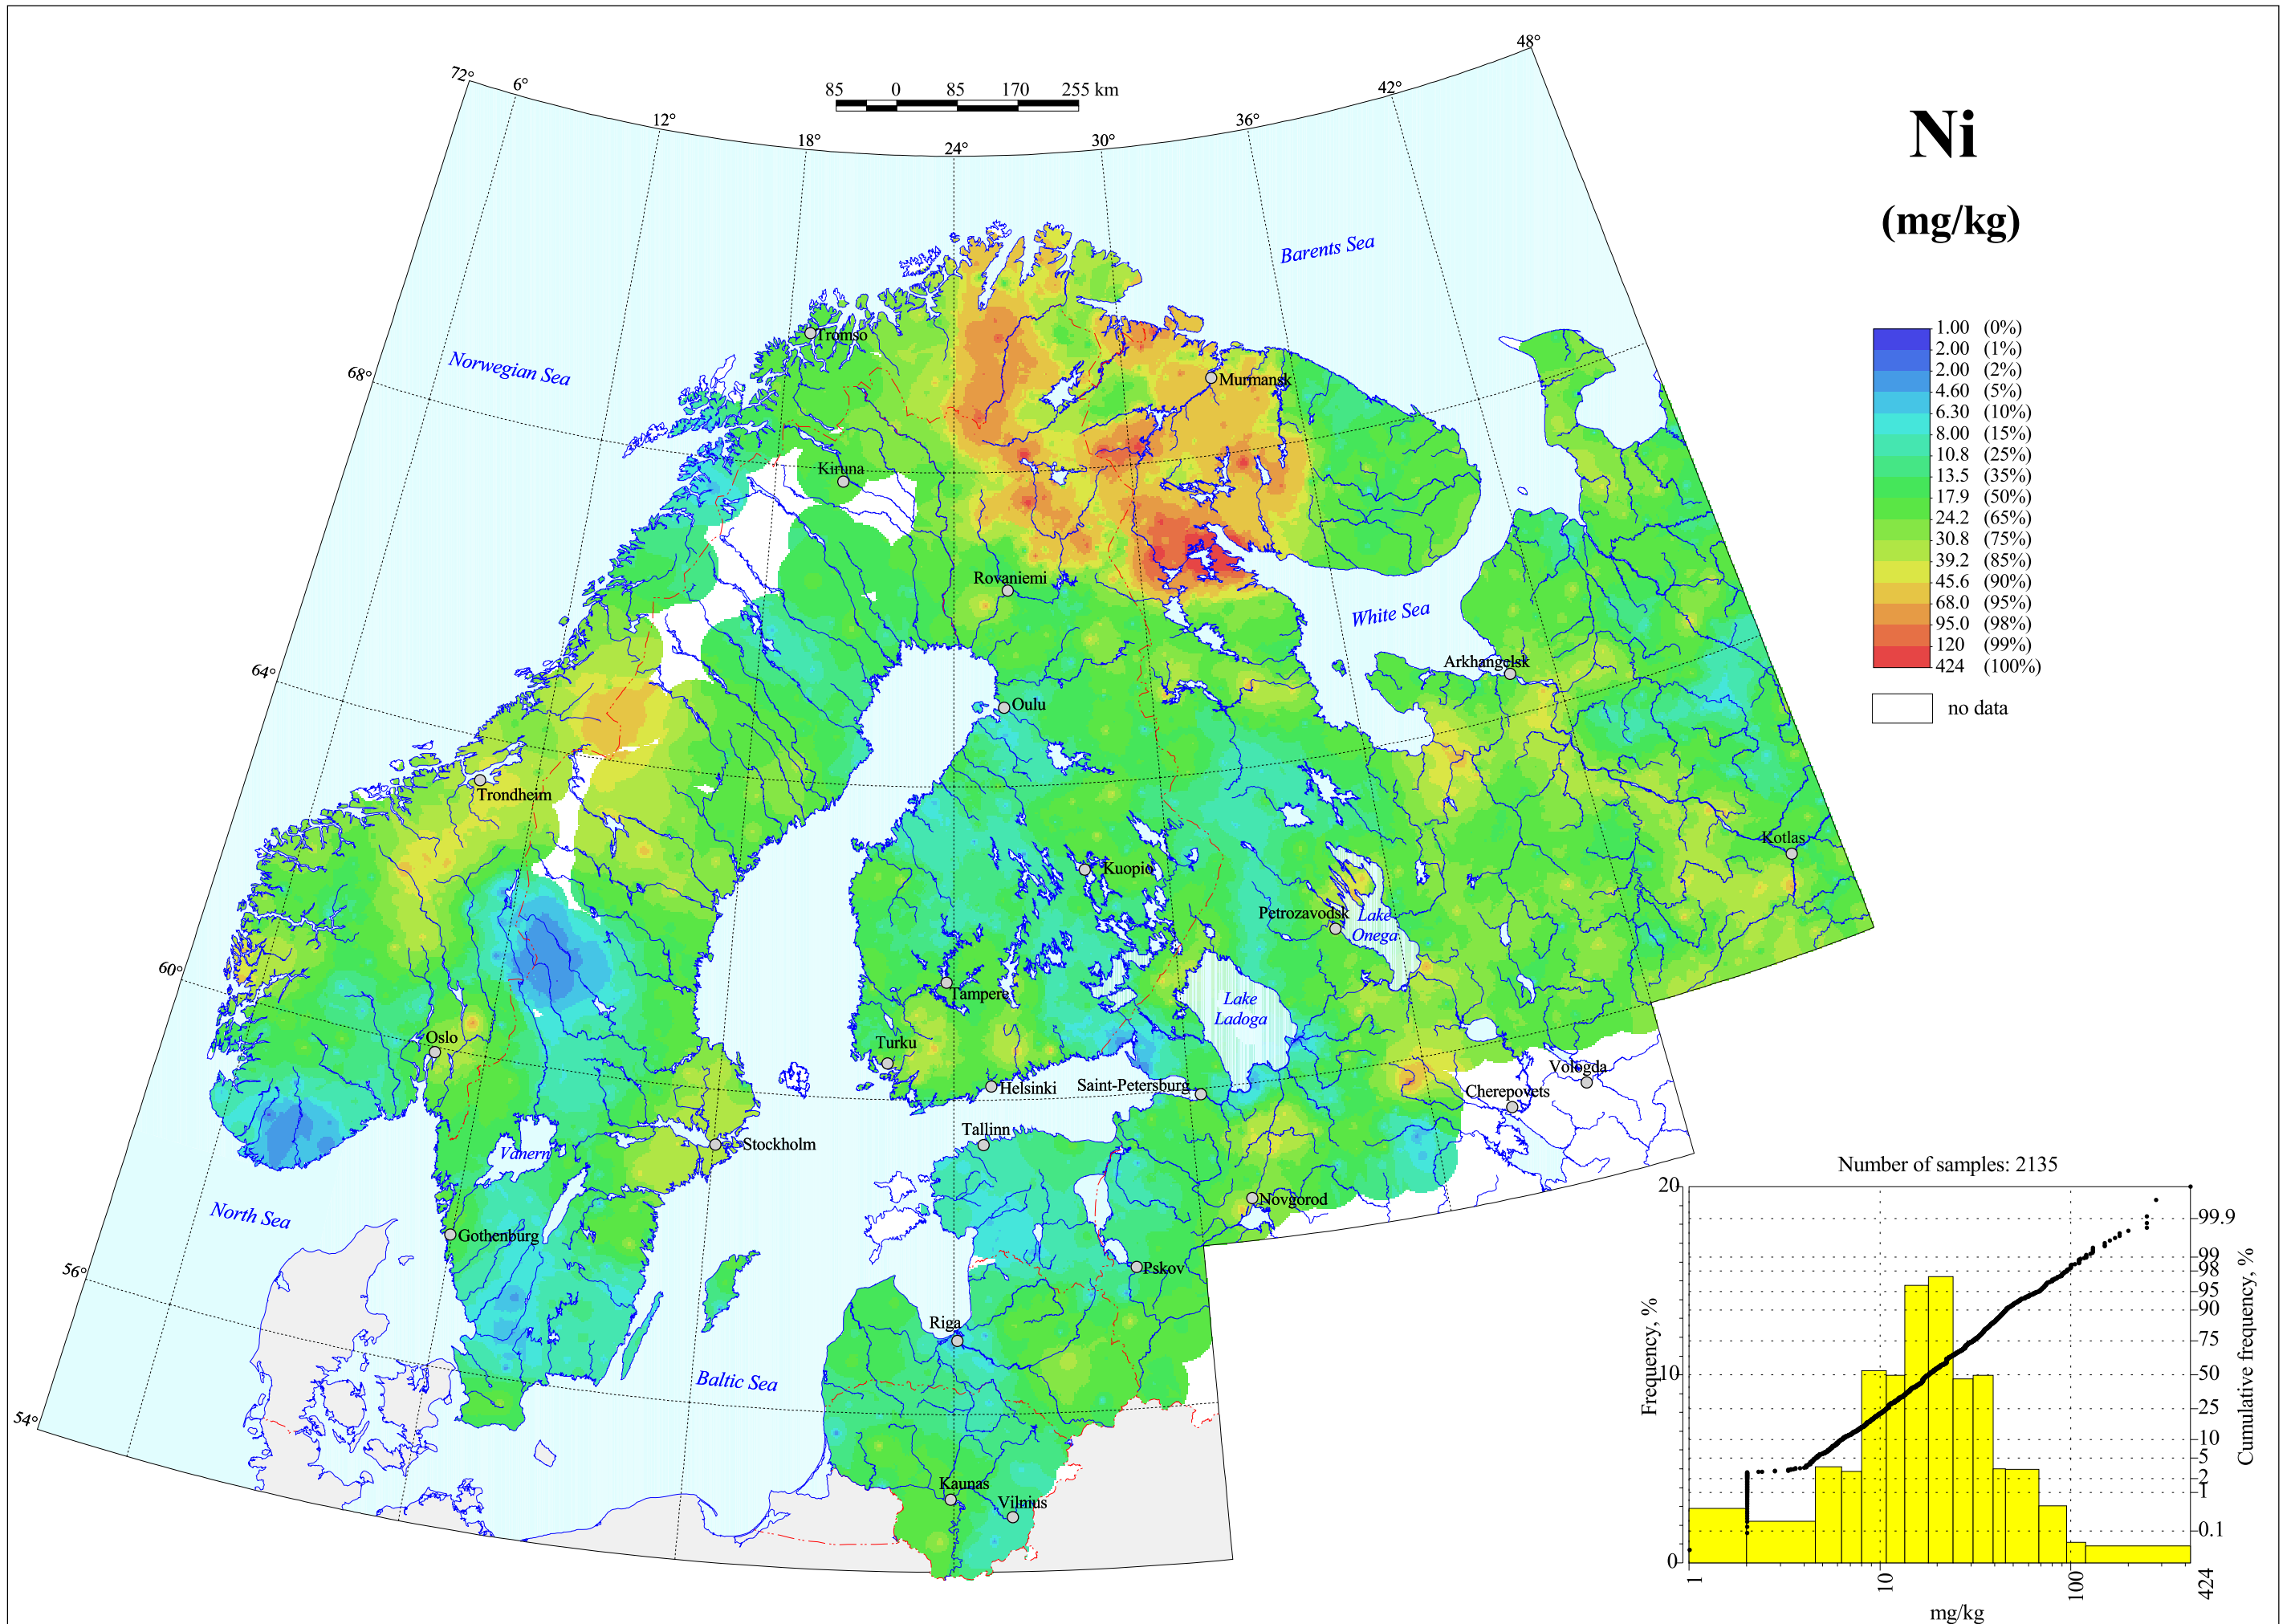 48°
72°
6°
42°
85 0 85 170 255 km
12°
36°
18°
30°
24°
Ni
(mg/kg)
Barents Sea
1.00 (0%)
2.00 (1%)
2.00 (2%)
4.60 (5%)
6.30 (10%)
8.00 (15%)
10.8 (25%)
13.5 (35%)
17.9 (50%)
24.2 (65%)
30.8 (75%)
39.2 (85%)
45.6 (90%)
68.0 (95%)
95.0 (98%)
120 (99%)
424 (100%)
no data
Tromso
Norwegian Sea
68°
Murmansk
Kiruna
Rovaniemi
White Sea
Arkhangelsk
64°
Oulu
Trondheim
Kotlas
Kuopio
Petrozavodsk
Lake
Onega
60°
Tampere
Lake
Ladoga
Oslo
Turku
Helsinki
Saint-Petersburg
Vologda
Cherepovets
Stockholm
Tallinn
Vanern
Novgorod
North Sea
Gothenburg
Pskov
56°
Riga
Baltic Sea
54°
Kaunas
Vilnius
Number of samples: 2135
20
10
0
Frequency, %
99.9
99
98
95
90
75
50
25
10
5
2
1
0.1
Cumulative frequency, %
1
10
100
424
mg/kg